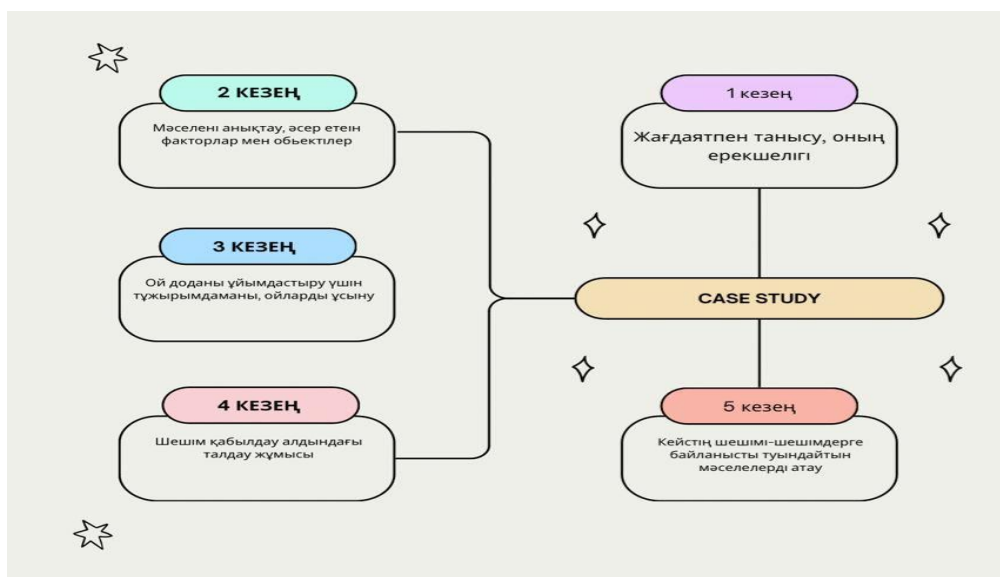 2 КЕЗЕҢ
Мәселені анықтау, әсер етеін
факторлар мен обьектілер
1 кезең
Жағдаятпен танысу, оның
ерекшелігі
3 КЕЗЕҢ
Ой доданы ұйымдастыру үшін
тұжырымдаманы, ойларды ұсыну
CASE STUDY
4 КЕЗЕҢ
Шешім қабылдау алдындағы
талдау жұмысы
5 кезең
Кейстің шешімі-шешімдерге
байланысты туындайтын
мәселелерді атау